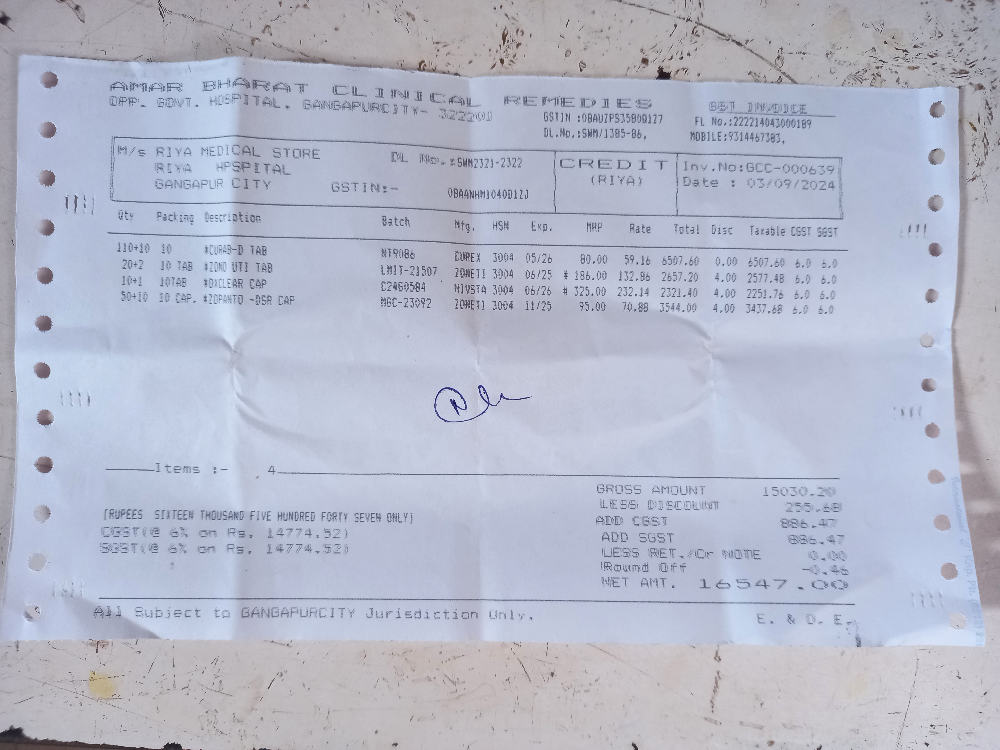 AMAR BHARAT CLINICAL REMEDIES
OPP. GOVT. HOSPITAL, GANGAPURCITY- 322201
GST INVOICE
GSTIN :08AUIPS3580Q1Z7
FL No.:222214043000189
DL.No.:SWM/1385-86,
MOBILE:9314467383,
M/s RIYA MEDICAL STORE
RIYA HPSPITAL
GANGAPUR CITY
DL No.:SWM2321-2322
GSTIN:- 08AANHM1040D1ZJ
CREDIT
(RIYA)
Inv.No:GCC-000639
Date : 03/09/2024
Qty Packing Description Batch Mfg. HSN Exp. MRP Rate Total Disc Taxable CGST SGST
110+10 10 *CURAB-D TAB NT9086 CUREX 3004 05/26 80.00 59.16 6507.60 0.00 6507.60 6.0 6.0
20+2 10 TAB *ZONO UTI TAB LMIT-21507 ZONETI 3004 06/25 # 186.00 132.86 2657.20 4.00 2577.48 6.0 6.0
10+1 10TAB *OXCLEAR CAP C2460584 NIVSTA 3004 06/26 # 325.00 232.14 2321.40 4.00 2251.76 6.0 6.0
50+10 10 CAP. *ZOPANTO -DSR CAP MGC-23092 ZONETI 3004 11/25 95.00 70.88 3544.00 4.00 3437.68 6.0 6.0
Items :- 4
GROSS AMOUNT 15030.20
LESS DISCOUNT 255.68
(RUPEES SIXTEEN THOUSAND FIVE HUNDRED FORTY SEVEN ONLY)
ADD CGST 886.47
CGST(@ 6% on Rs. 14774.52)
ADD SGST 886.47
SGST(@ 6% on Rs. 14774.52)
LESS RET./Cr NOTE 0.00
Round Off -0.46
NET AMT. 16547.00
All Subject to GANGAPURCITY Jurisdiction Only.
E. & O. E.